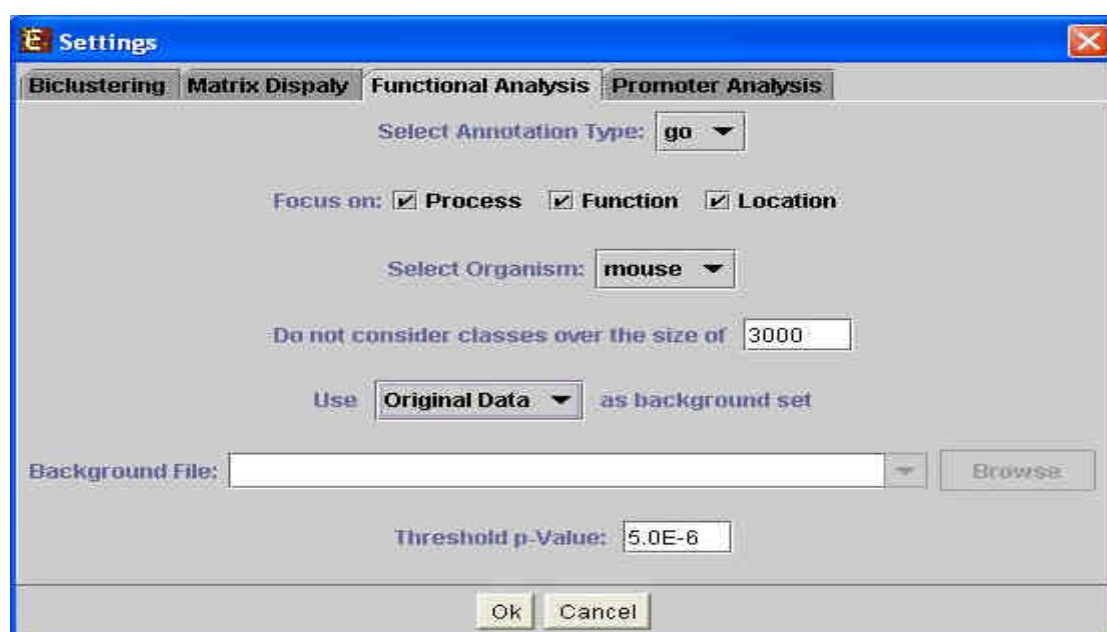 Settings
Biclustering Matrix Dispaly Functional Analysis Promoter Analysis
Select Annotation Type: go
Focus on: Process Function Location
Select Organism: mouse
Do not consider classes over the size of 3000
Use Original Data as background set
Background File: Browse
Threshold p-Value: 5.0E-6
Ok Cancel